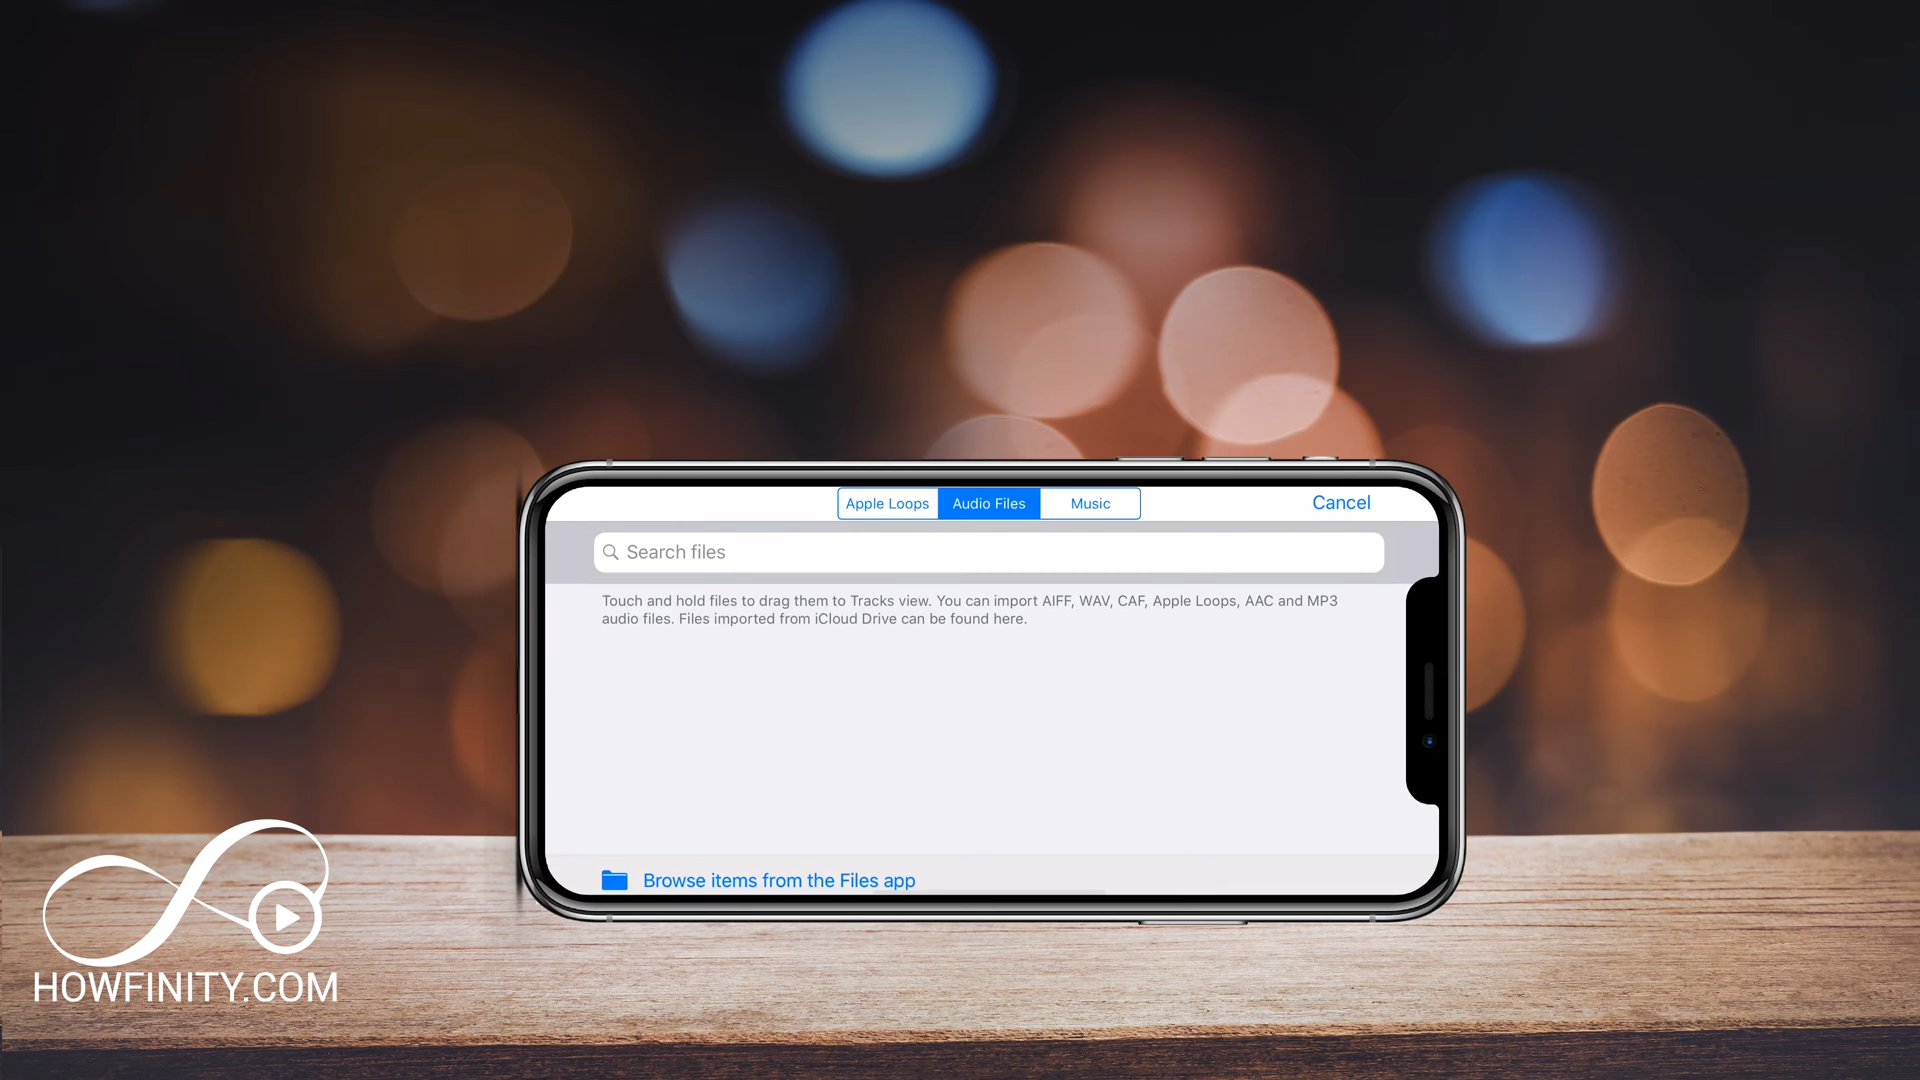 Apple Loops
Audio Files
Music
Cancel
Search files
Touch and hold files to drag them to Tracks view. You can import AIFF, WAV, CAF, Apple Loops, AAC and MP3
audio files. Files imported from iCloud Drive can be found here.
Browse items from the Files app
HOWFINITY.COM